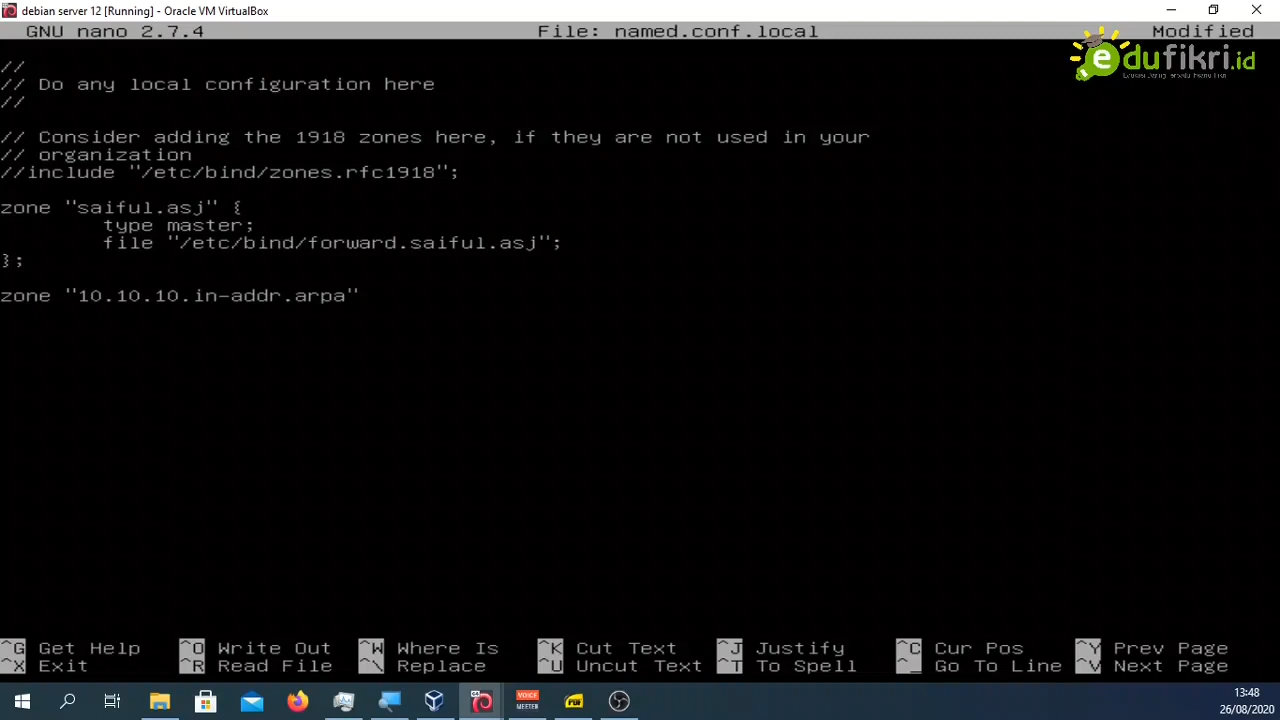 debian server 12 [Running] - Oracle VM VirtualBox
GNU nano 2.7.4 File: named.conf.local Modified
edufikri.id
//
// Do any local configuration here
//
// Consider adding the 1918 zones here, if they are not used in your
// organization
//include "/etc/bind/zones.rfc1918";
zone "saiful.asj" {
type master;
file "/etc/bind/forward.saiful.asj";
};
zone "10.10.10.in-addr.arpa"
^G Get Help ^O Write Out ^W Where Is ^K Cut Text ^J Justify ^C Cur Pos ^Y Prev Page
^X Exit ^R Read File ^\ Replace ^U Uncut Text ^T To Spell ^_ Go To Line ^V Next Page
VOICE
MEETER
13:48
26/08/2020